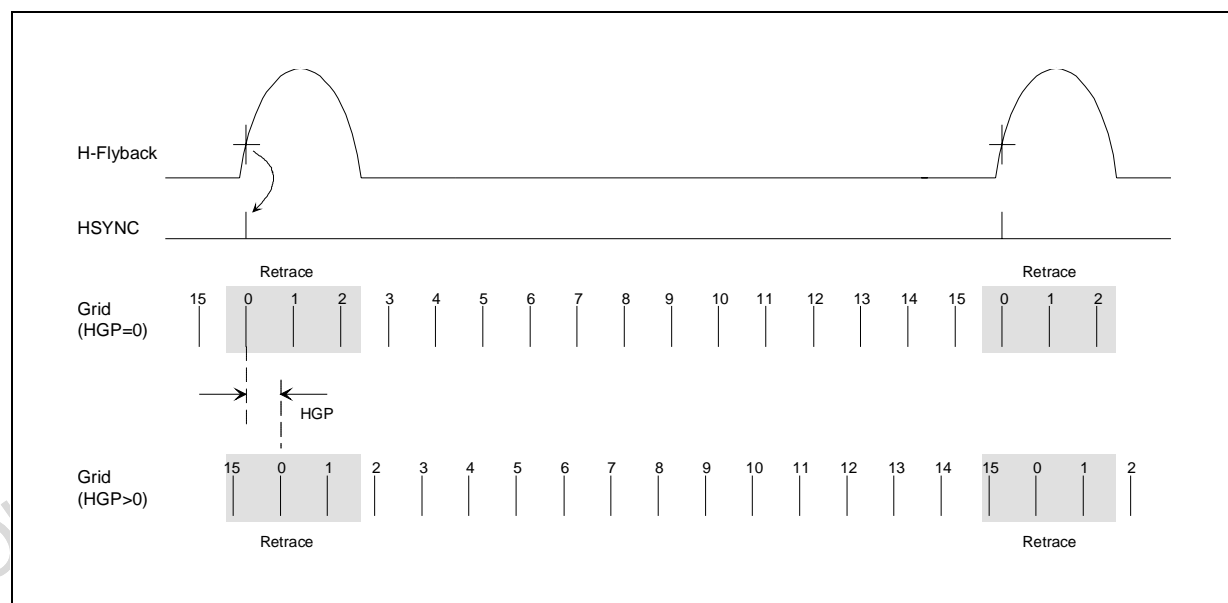 H-Flyback
HSYNC
Retrace Retrace
15 0 1 2 3 4 5 6 7 8 9 10 11 12 13 14 15 0 1 2
Grid
(HGP=0)
HGP
15 0 1 2 3 4 5 6 7 8 9 10 11 12 13 14 15 0 1 2
Grid
(HGP>0)
Retrace Retrace